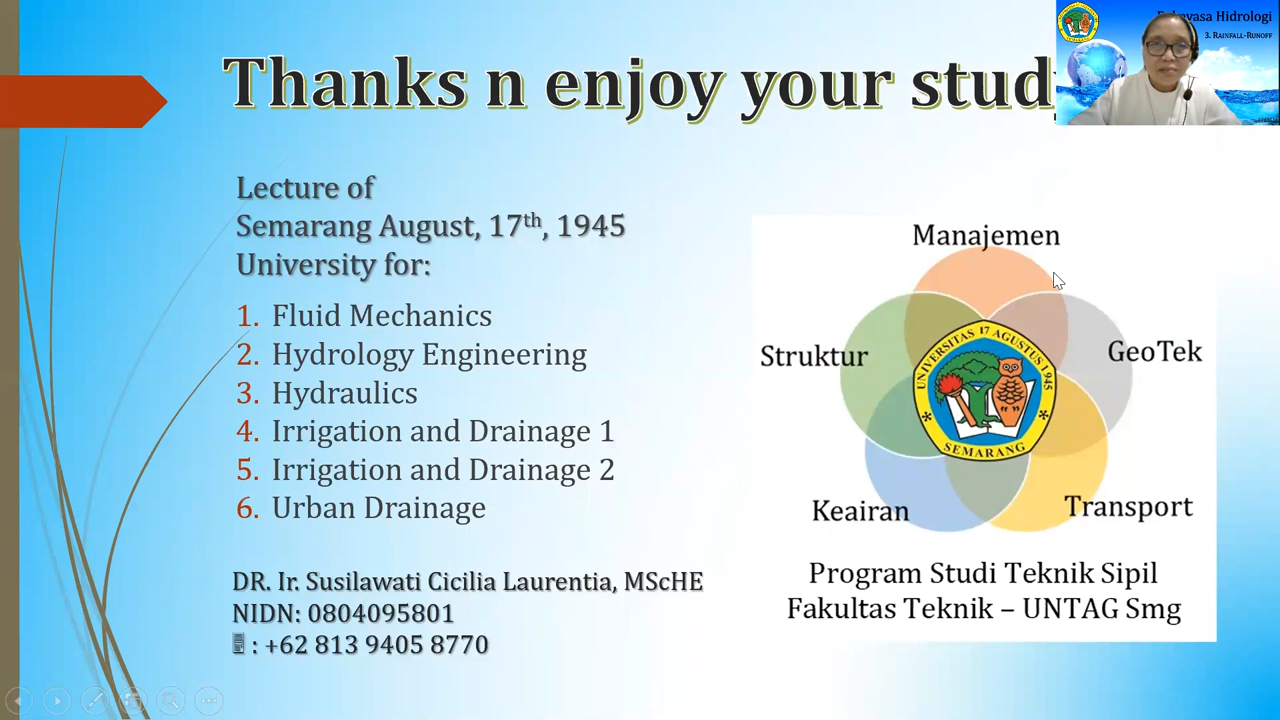 Thanks n enjoy your stud
Hidrologi
3. RAINFALL-RUNOFF
Lecture of
Semarang August, 17th, 1945
University for:
1. Fluid Mechanics
2. Hydrology Engineering
3. Hydraulics
4. Irrigation and Drainage 1
5. Irrigation and Drainage 2
6. Urban Drainage
DR. Ir. Susilawati Cicilia Laurentia, MScHE
NIDN: 0804095801
: +62 813 9405 8770
Manajemen
Struktur
GeoTek
UNIVERSITAS 17 AGUSTUS 1945
SEMARANG
Keairan
Transport
Program Studi Teknik Sipil
Fakultas Teknik – UNTAG Smg